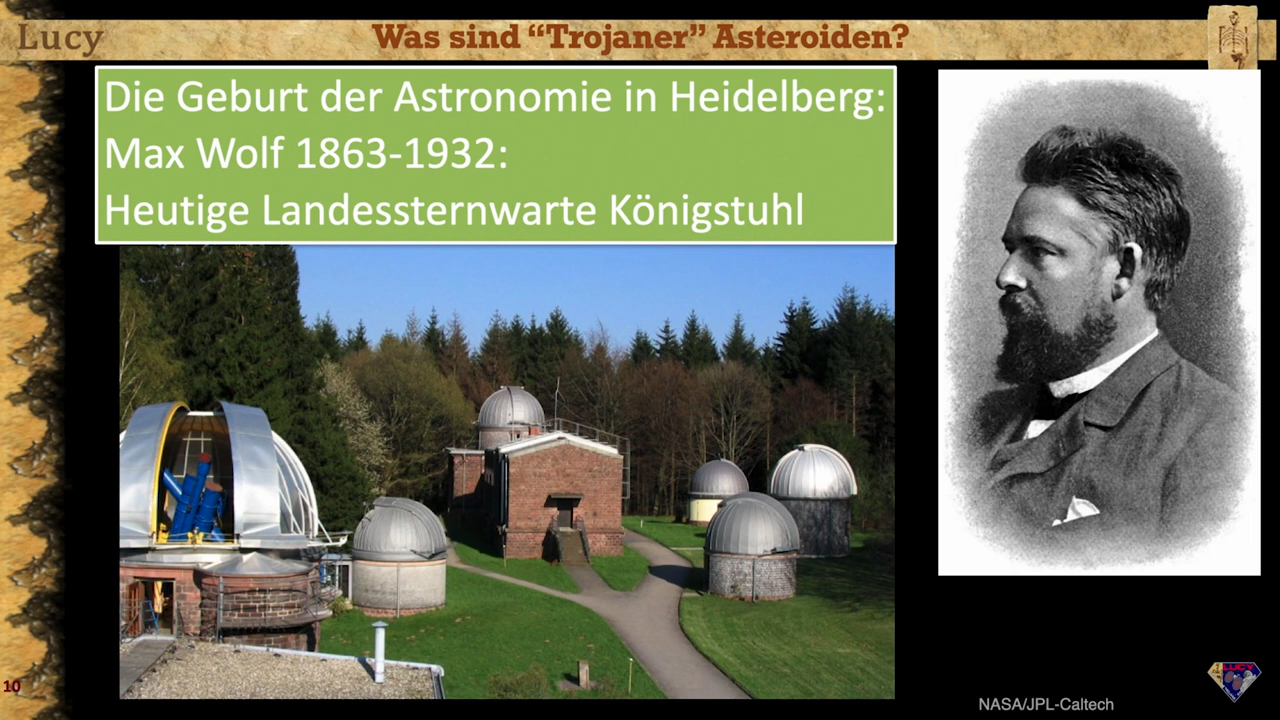 Lucy
Was sind “Trojaner” Asteroiden?
Die Geburt der Astronomie in Heidelberg:
Max Wolf 1863-1932:
Heutige Landessternwarte Königstuhl
10
LUCY
NASA/JPL-Caltech